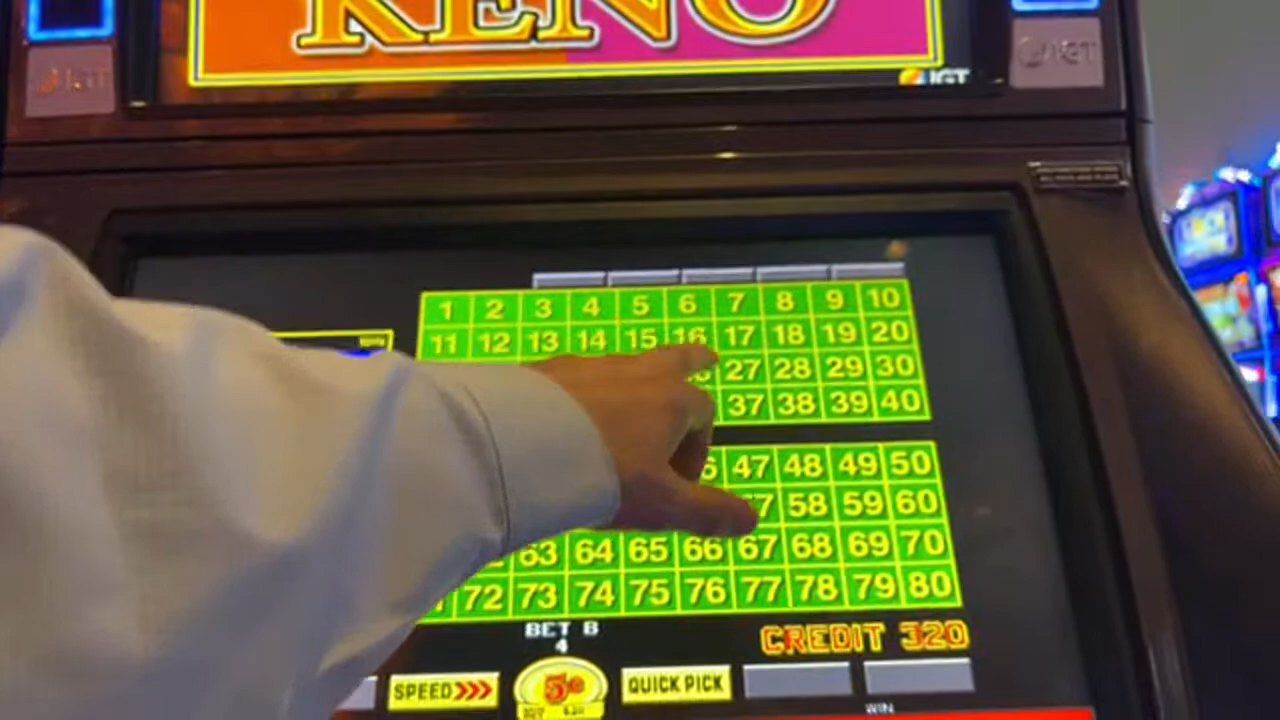 KENO
IGT
IGT
IGT
1 2 3 4 5 6 7 8 9 10
11 12 13 14 15 16 17 18 19 20
27 28 29 30
37 38 39 40
47 48 49 50
58 59 60
63 64 65 66 67 68 69 70
72 73 74 75 76 77 78 79 80
BET 8
4
CREDIT 320
SPEED
5¢
QUICK PICK
WIN